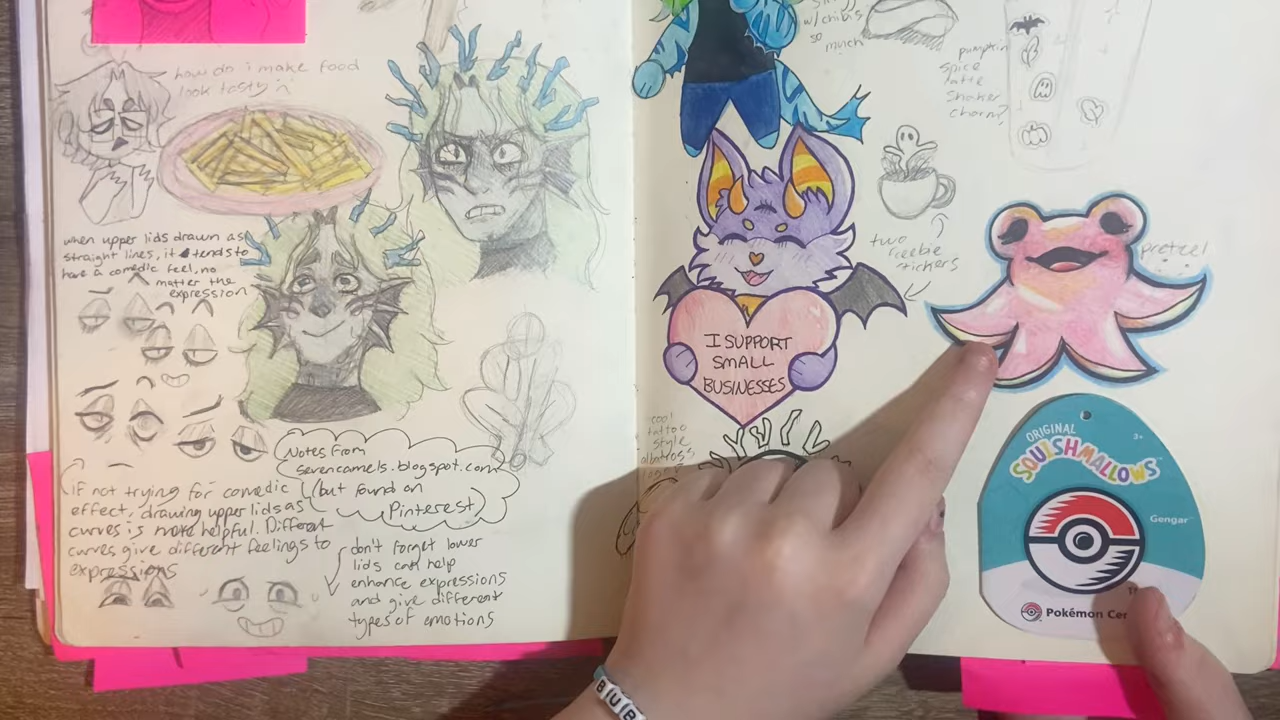 how do i make food
look tasty
when upper lids drawn as
straight lines, it tends to
have a comedic feel, no
matter the
expression
Notes from
sevencamels.blogspot.com
(but found on
Pinterest)
if not trying for comedic
effect, drawing upper lids as
curves is more helpful. Different
curves give different feelings to
expressions
don't forget lower
lids can help
enhance expressions
and give different
types of emotions
w/ chibis
so
much
pumpkin
spice
latte
shaker
charm?
two
freebie
stickers
pretzel
I SUPPORT
SMALL
BUSINESSES
cool
tattoo
style
albatross
ORIGINAL
SQUISHMALLOWS
3+
Gengar
TM
Pokémon Cen
BUB